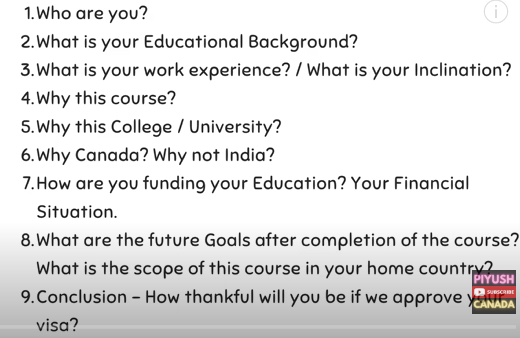 1. Who are you?
2. What is your Educational Background?
3. What is your work experience? / What is your Inclination?
4. Why this course?
5. Why this College / University?
6. Why Canada? Why not India?
7. How are you funding your Education? Your Financial
Situation.
8. What are the future Goals after completion of the course?
What is the scope of this course in your home country?
9. Conclusion - How thankful will you be if we approve your
visa?
PIYUSH
SUBSCRIBE
CANADA